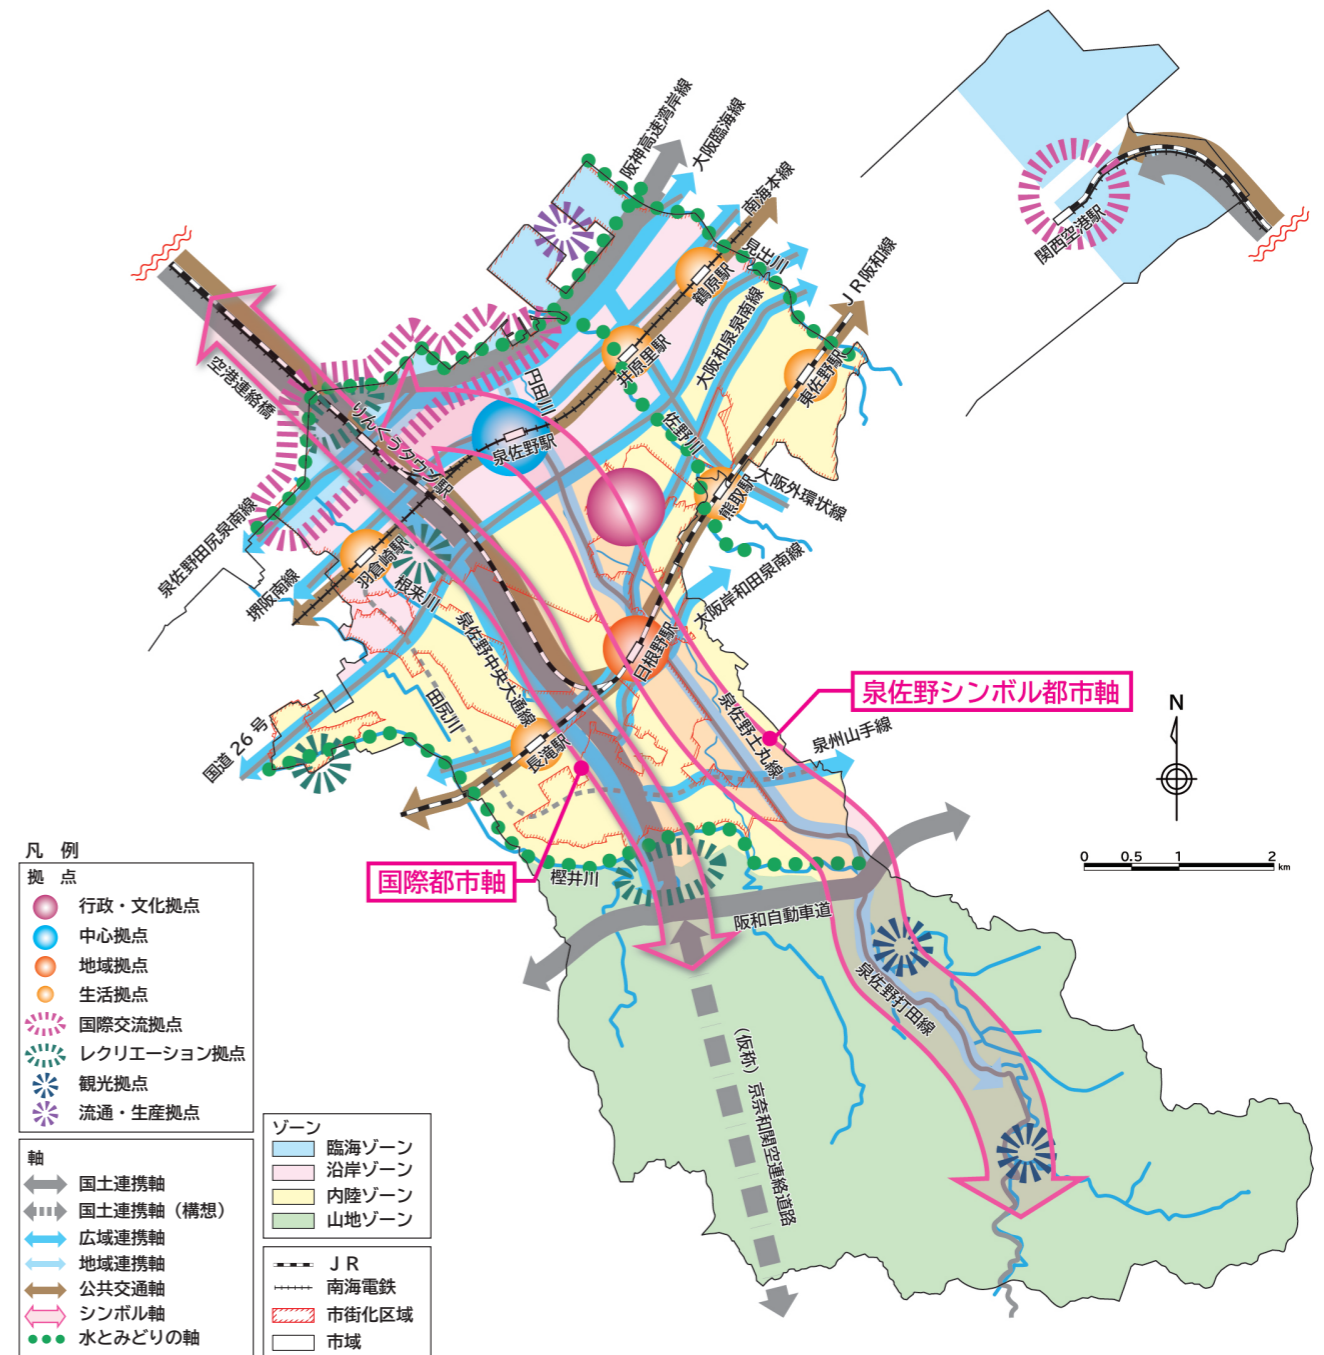 阪神高速湾岸線
大阪臨海線
南海本線
見出川
鶴原駅
大阪和泉泉南線
JR阪和線
関西空港駅
井原里駅
東佐野駅
空港連絡橋
りんくうタウン駅
円田川
泉佐野駅
佐野川
熊取駅
大阪外環状線
泉佐野田尻泉南線
堺阪南線
羽倉崎駅
根来川
大阪岸和田泉南線
日根野駅
泉佐野中央大通線
田尻川
国道26号
長滝駅
泉佐野土丸線
泉佐野シンボル都市軸
泉州山手線
N
0 0.5 1 2 km
国際都市軸
樫井川
阪和自動車道
泉佐野打田線
(仮称)京奈和関空連絡道路
凡 例
拠 点
行政・文化拠点
中心拠点
地域拠点
生活拠点
国際交流拠点
レクリエーション拠点
観光拠点
流通・生産拠点
軸
国土連携軸
国土連携軸(構想)
広域連携軸
地域連携軸
公共交通軸
シンボル軸
水とみどりの軸
ゾーン
臨海ゾーン
沿岸ゾーン
内陸ゾーン
山地ゾーン
JR
南海電鉄
市街化区域
市域